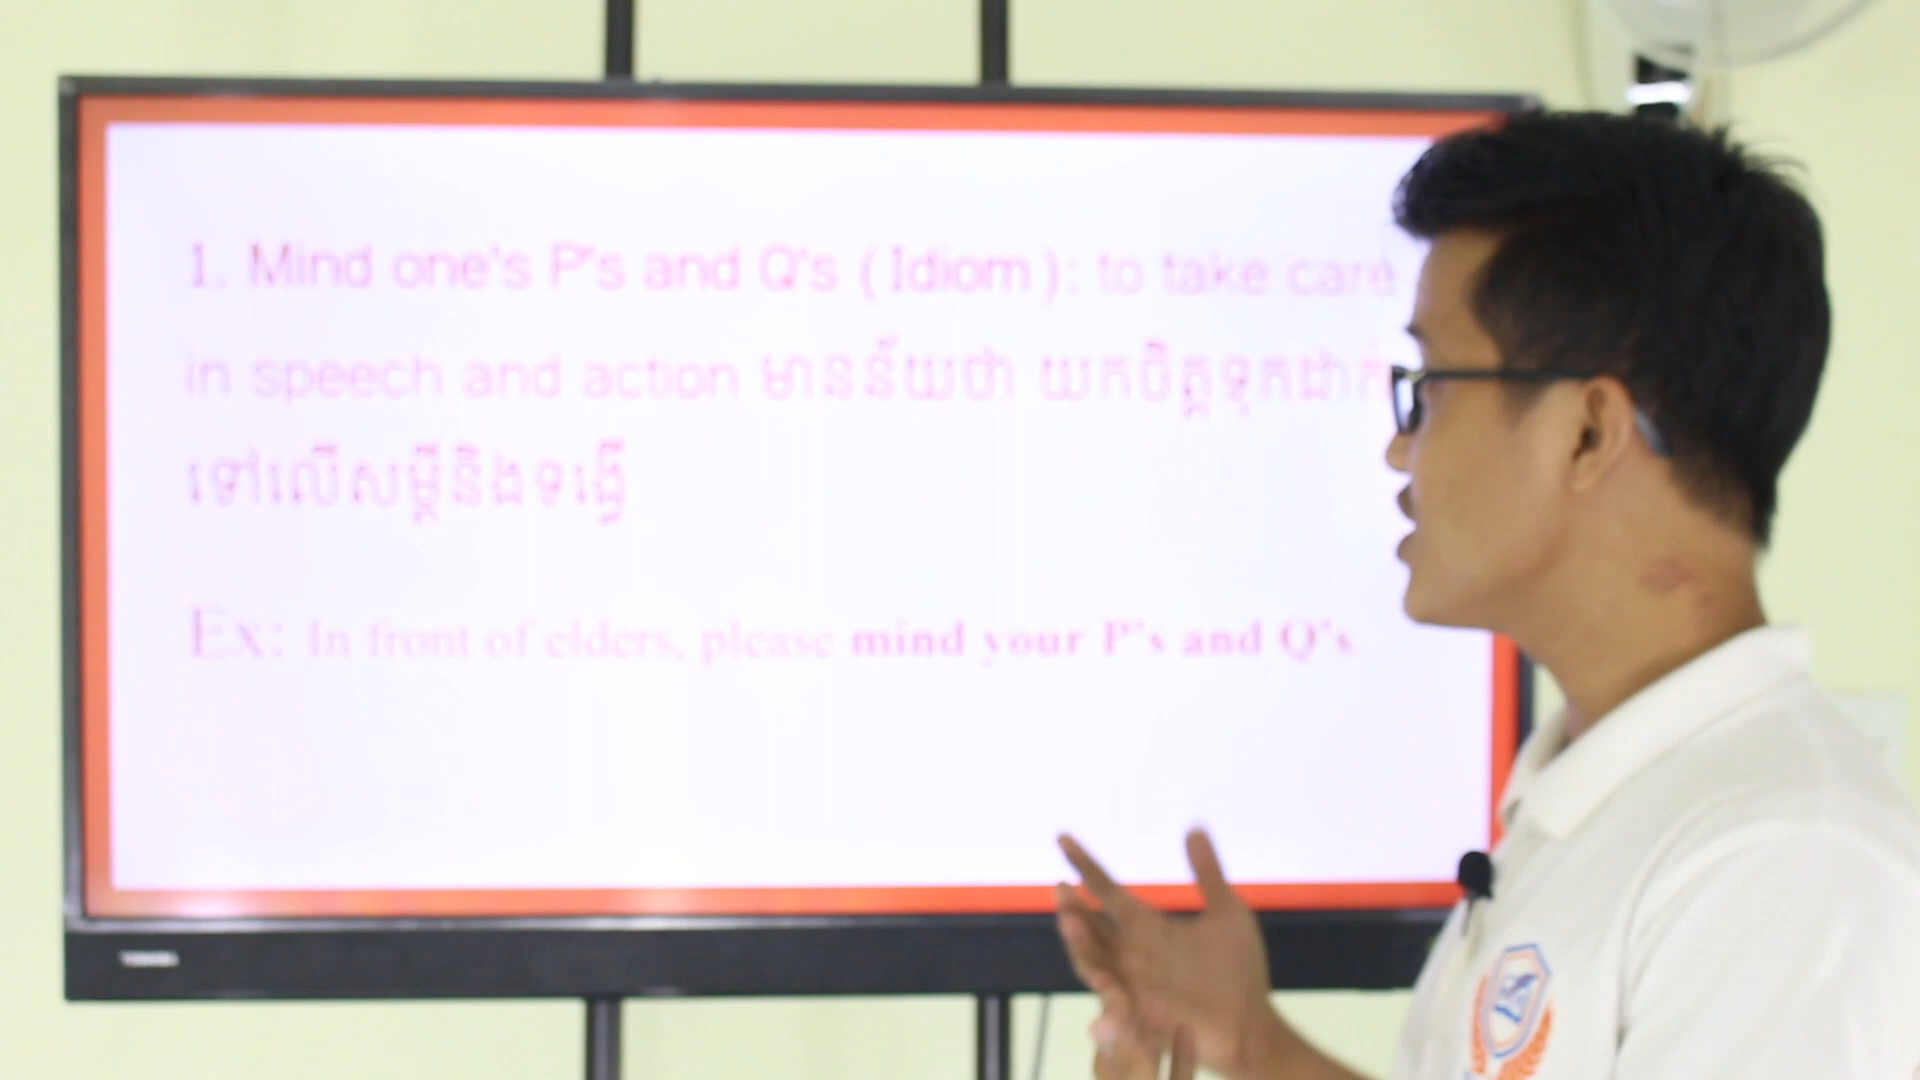 1. Mind one's P's and Q's ( Idiom ): to take care
in speech and action មានន័យថា យកចិត្តទុកដាក់
ទៅលើសម្ដីនិងទង្វើ
Ex: In front of elders, please mind your P's and Q's.
TOSHIBA